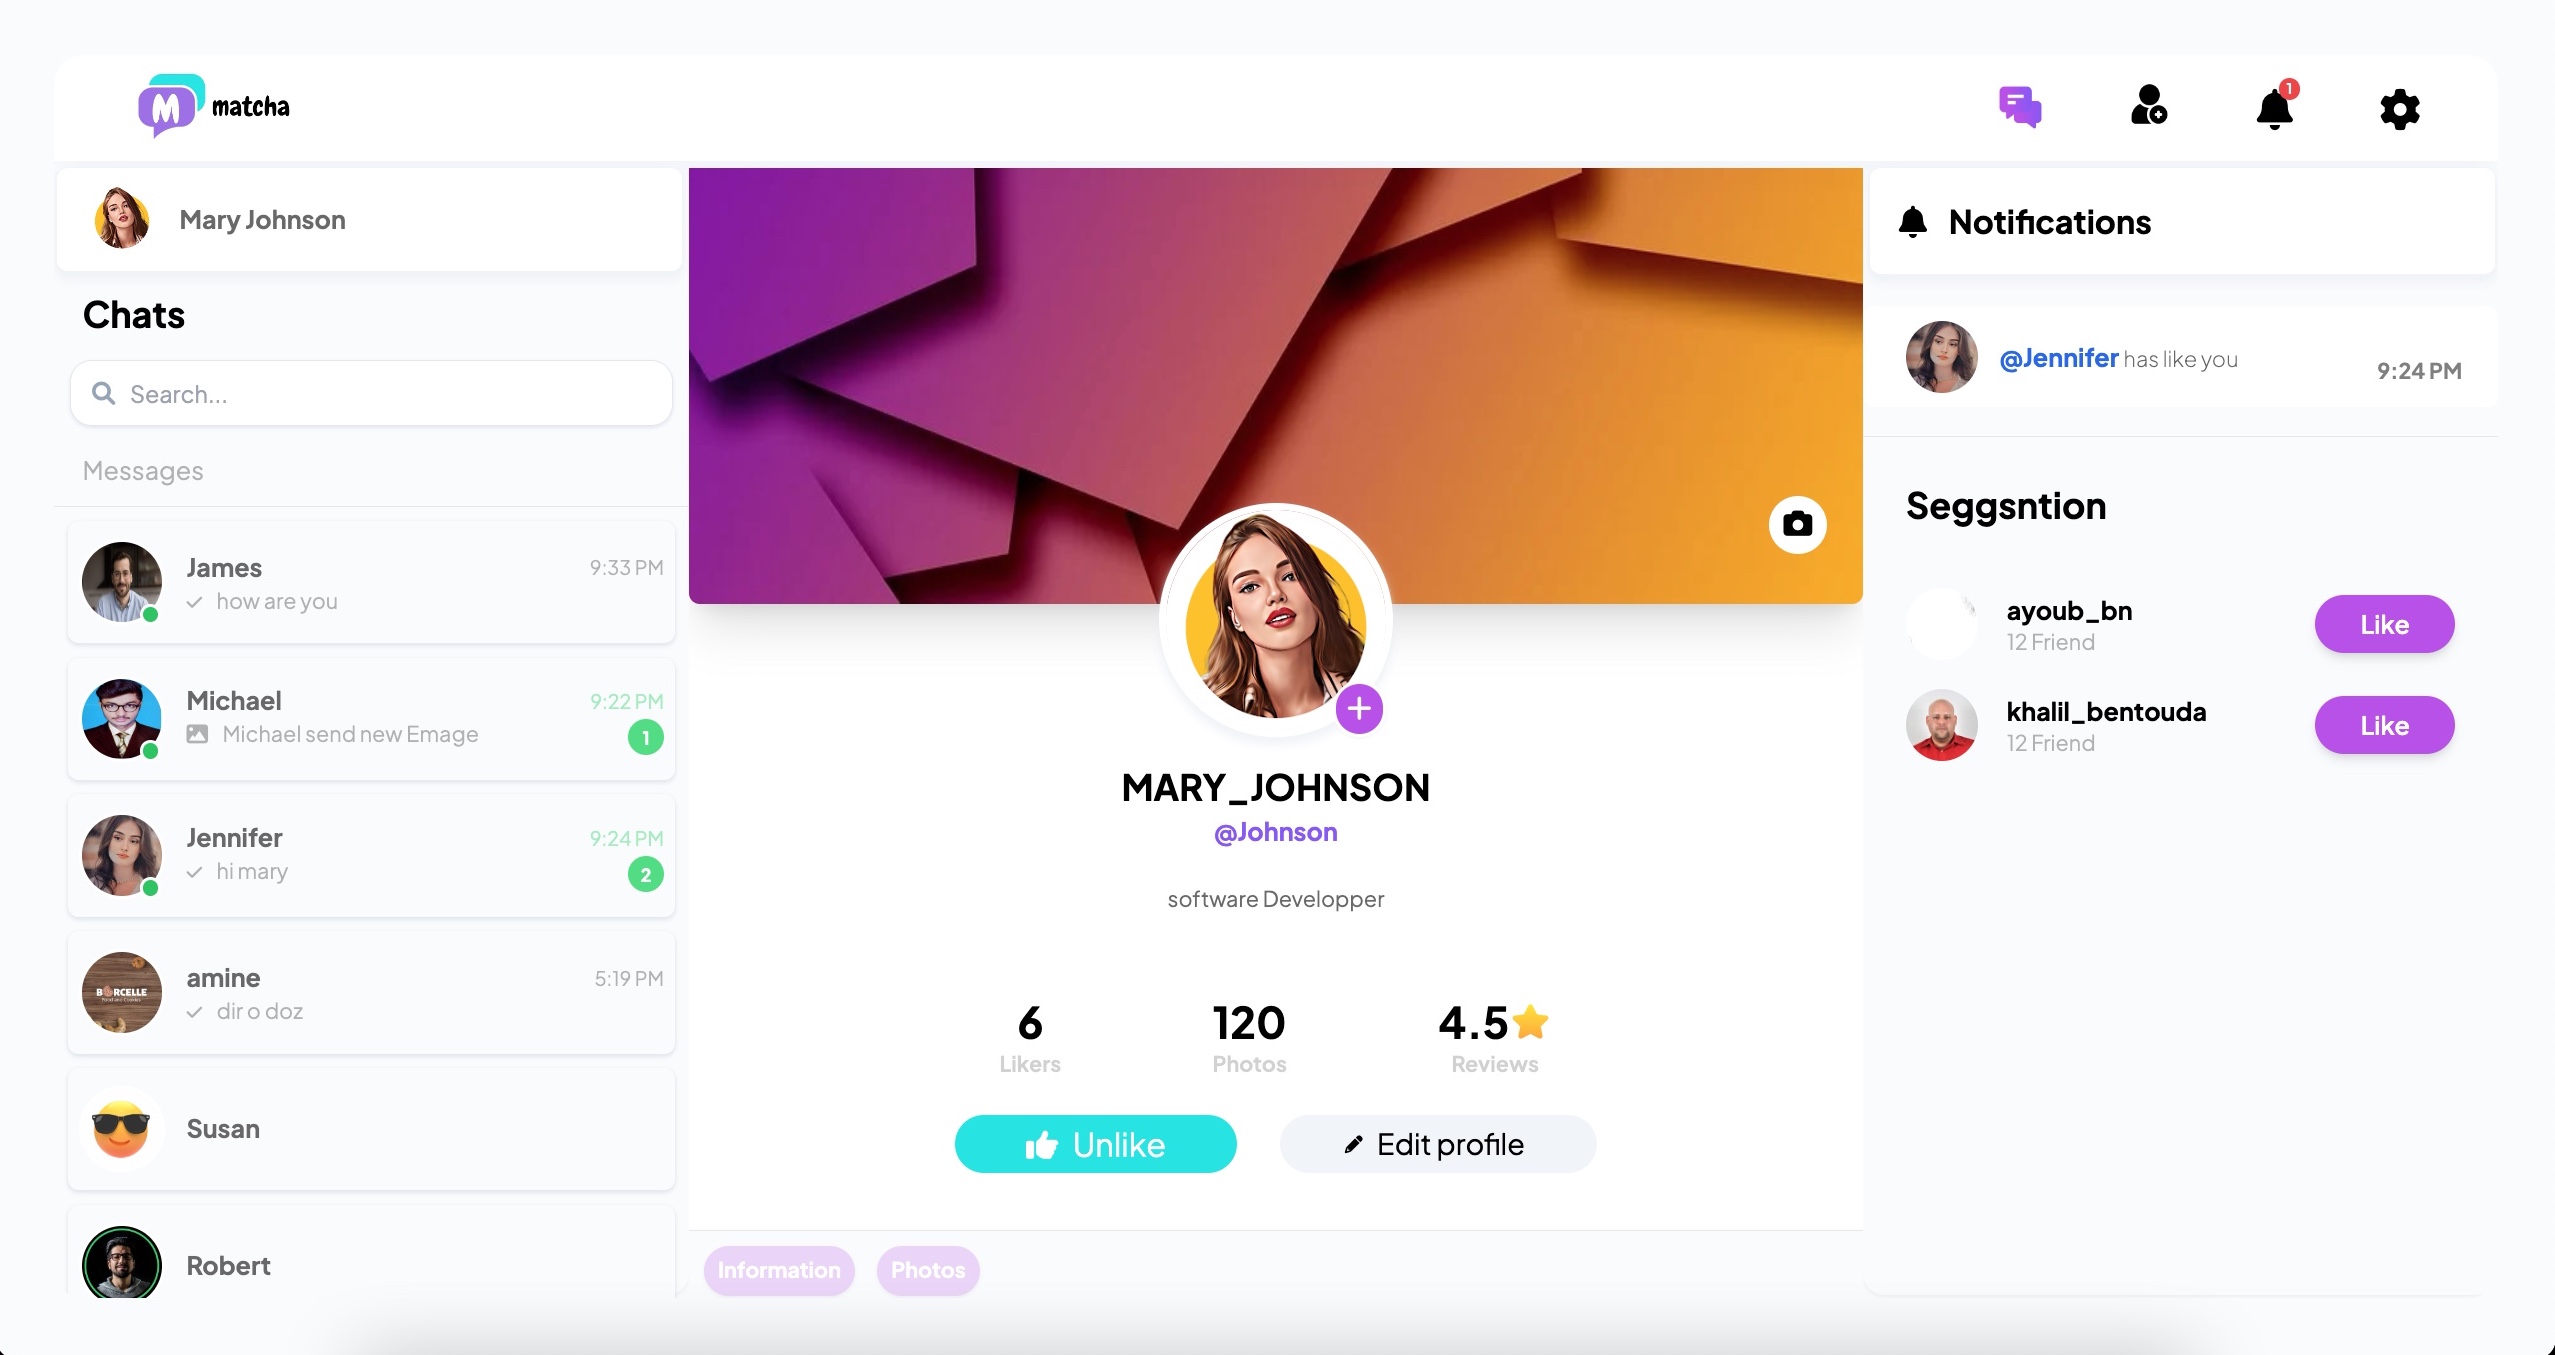 M matcha
1
Mary Johnson
Chats
Search...
Messages
James
9:33 PM
how are you
Michael
9:22 PM
Michael send new Emage
1
Jennifer
9:24 PM
hi mary
2
amine
5:19 PM
dir o doz
BORCELLE
Food and Cookies
Susan
Robert
MARY_JOHNSON
@Johnson
software Developper
6
Likers
120
Photos
4.5
Reviews
Unlike
Edit profile
Information
Photos
Notifications
@Jennifer has like you
9:24 PM
Seggsntion
ayoub_bn
12 Friend
Like
khalil_bentouda
12 Friend
Like